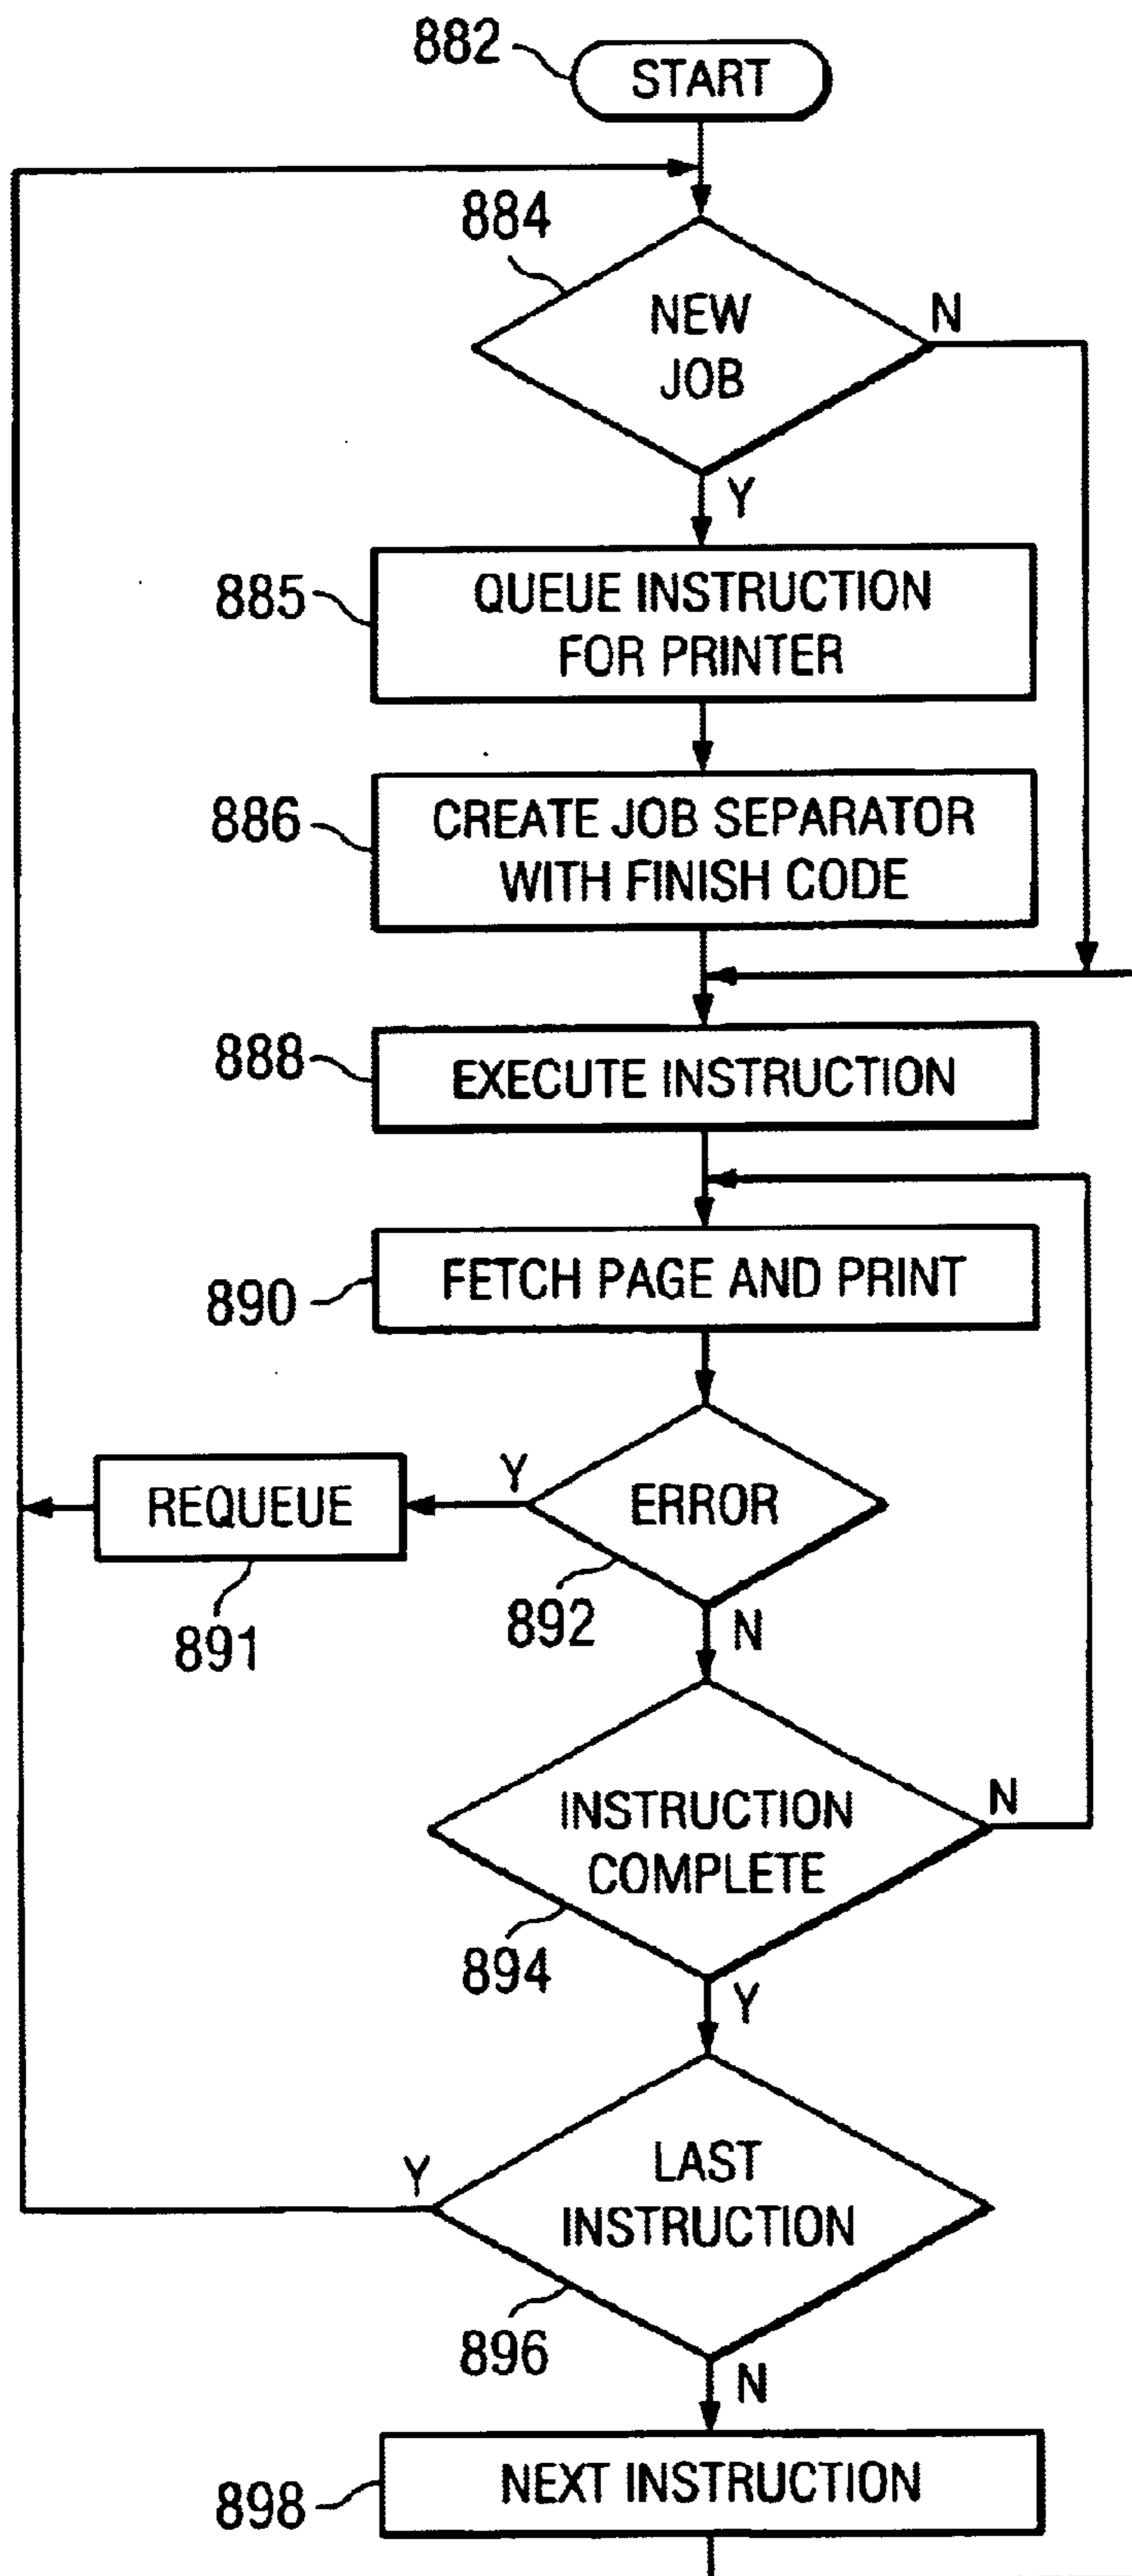 882
START
884
NEW
JOB
N
Y
885
QUEUE INSTRUCTION
FOR PRINTER
886
CREATE JOB SEPARATOR
WITH FINISH CODE
888
EXECUTE INSTRUCTION
890
FETCH PAGE AND PRINT
REQUEUE
Y
ERROR
891
892
N
INSTRUCTION
COMPLETE
N
894
Y
Y
LAST
INSTRUCTION
896
N
898
NEXT INSTRUCTION